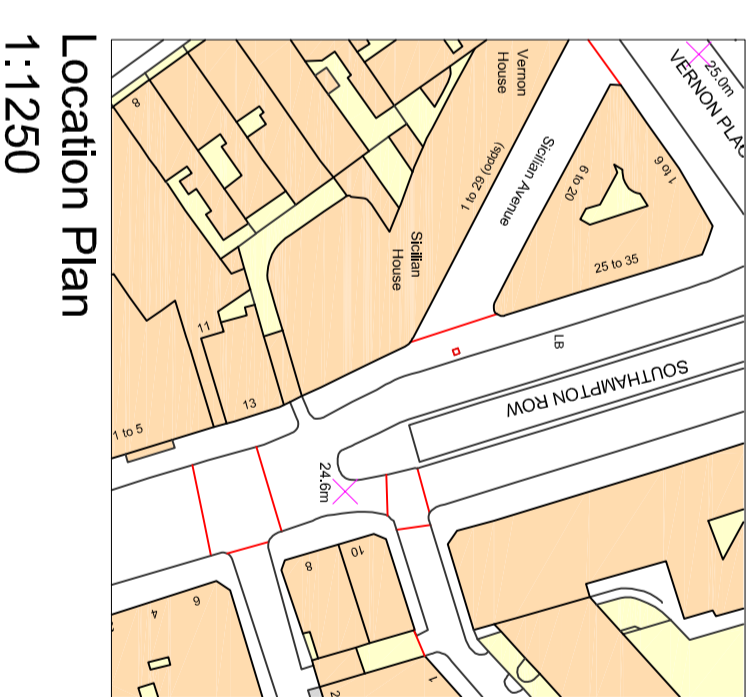 Location Plan
1:1250
25.0m
VERNON PLAC
Vernon
House
1 to 29 (odds)
Sicilian Avenue
6 to 20
1 to 6
25 to 35
Sicilian
House
8
11
13
1 to 5
LB
SOUTHAMPTON ROW
24.6m
8
10
6
4
2
1